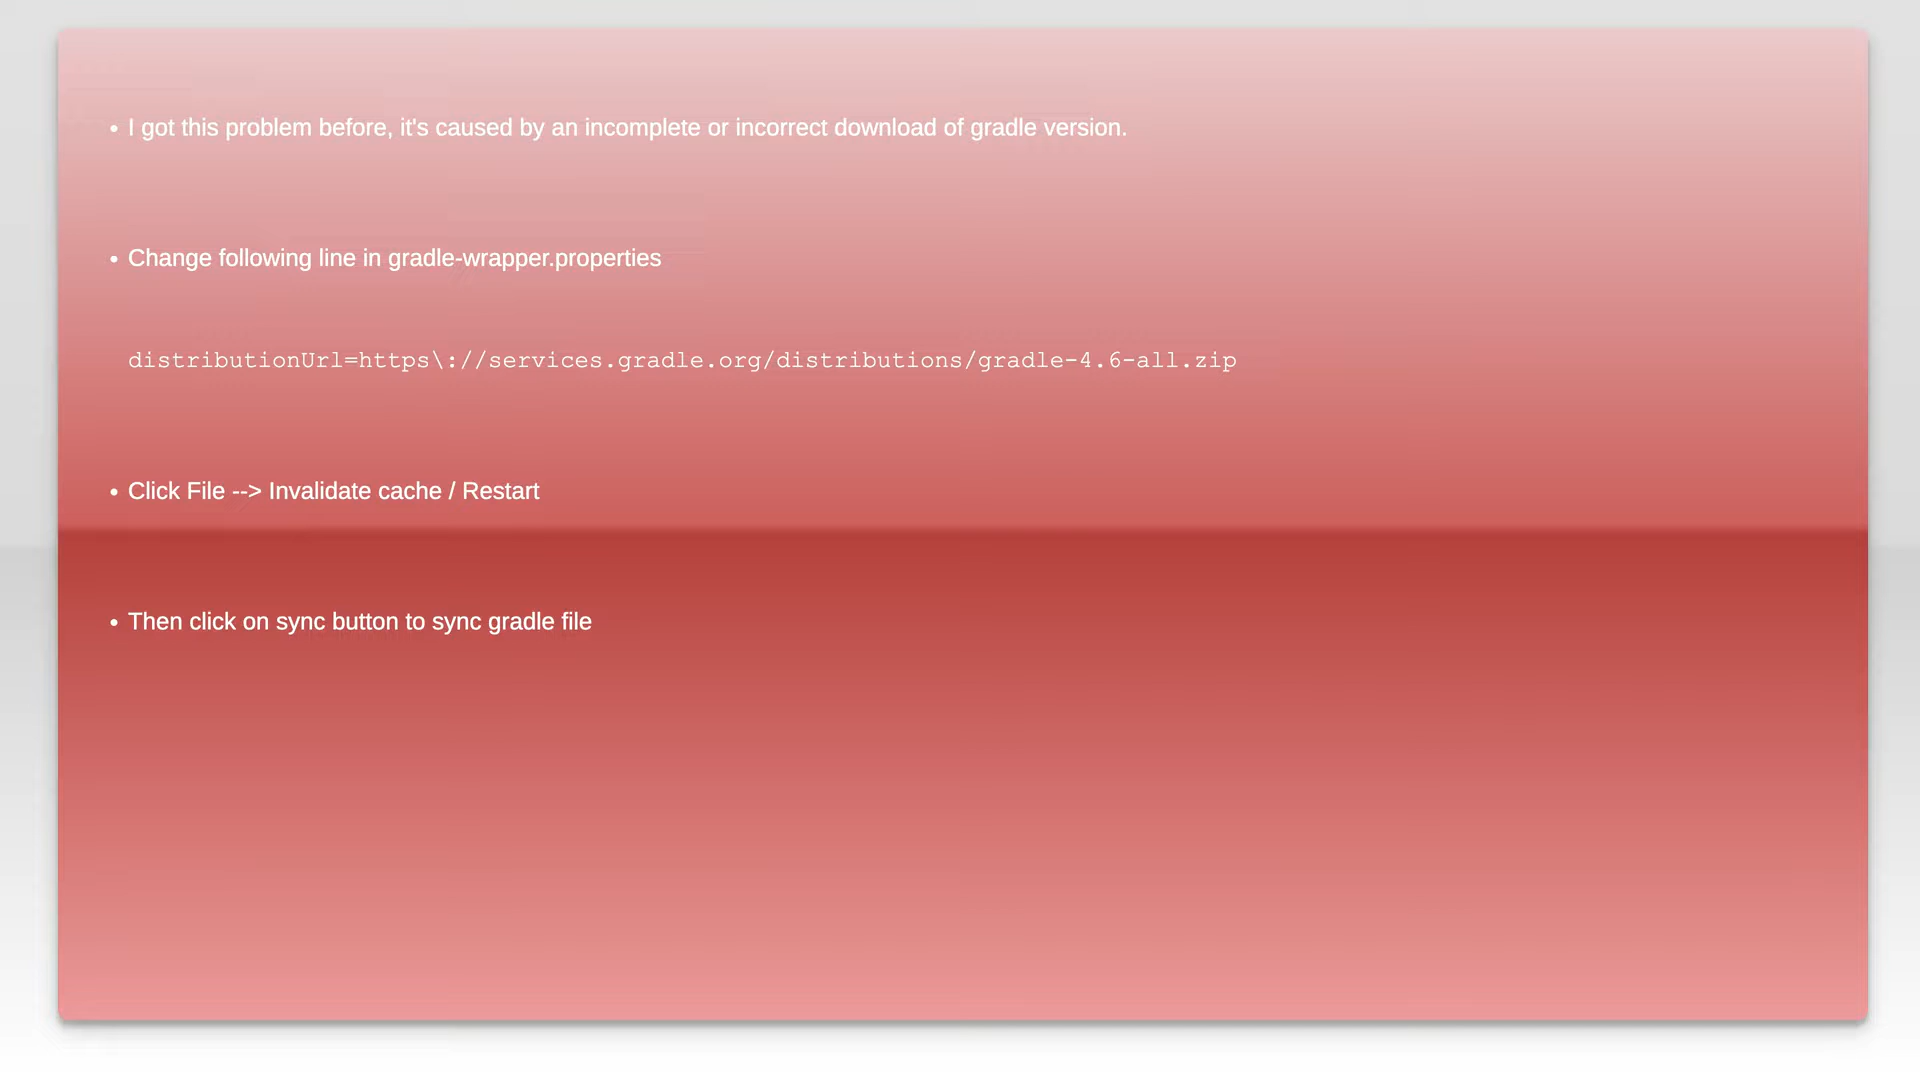 • I got this problem before, it's caused by an incomplete or incorrect download of gradle version.
• Change following line in gradle-wrapper.properties
distributionUrl=https\://services.gradle.org/distributions/gradle-4.6-all.zip
• Click File --> Invalidate cache / Restart
• Then click on sync button to sync gradle file